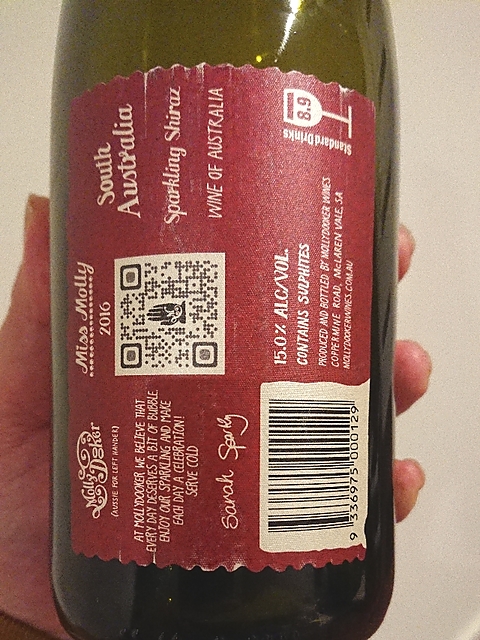 Molly Dooker
(AUSSIE FOR LEFT HANDER)
AT MOLLYDOOKER WE BELIEVE THAT
EVERY DAY DESERVES A BIT OF BUBBLE
ENJOY OUR SPARKLING AND MAKE
EACH DAY A CELEBRATION!
SERVE COLD
Sarah Sparky
Miss Molly
2016
South
Australia
Sparkling Shiraz
WINE OF AUSTRALIA
15.0% ALC/VOL.
CONTAINS SULPHITES
PRODUCED AND BOTTLED BY MOLLYDOOKER WINES
COPPERMINE ROAD, McLAREN VALE, SA
MOLLYDOOKERWINES.COM.AU
8.9
Standard Drinks
9 336975 000129